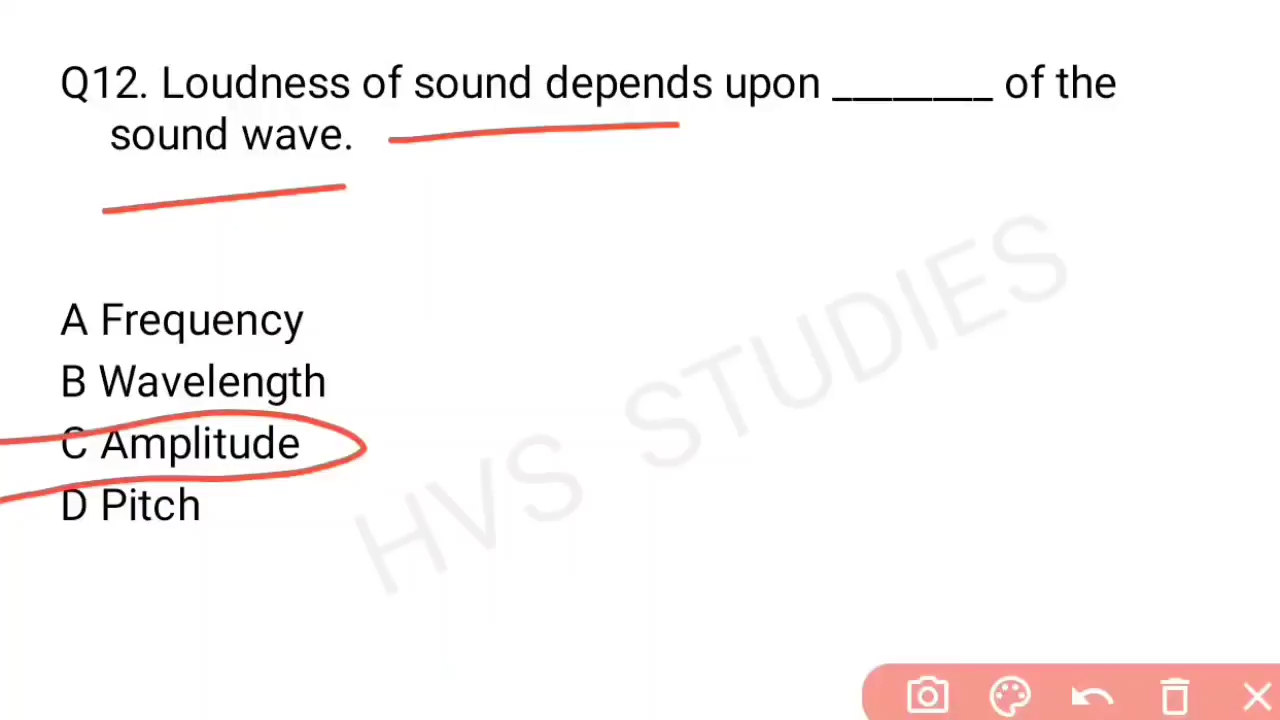 Q12. Loudness of sound depends upon ________ of the
sound wave.
A Frequency
B Wavelength
C Amplitude
D Pitch
HVS STUDIES